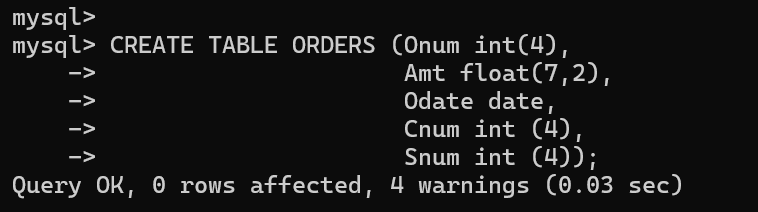 mysql>
mysql> CREATE TABLE ORDERS (Onum int(4),
    ->                      Amt float(7,2),
    ->                      Odate date,
    ->                      Cnum int (4),
    ->                      Snum int (4));
Query OK, 0 rows affected, 4 warnings (0.03 sec)